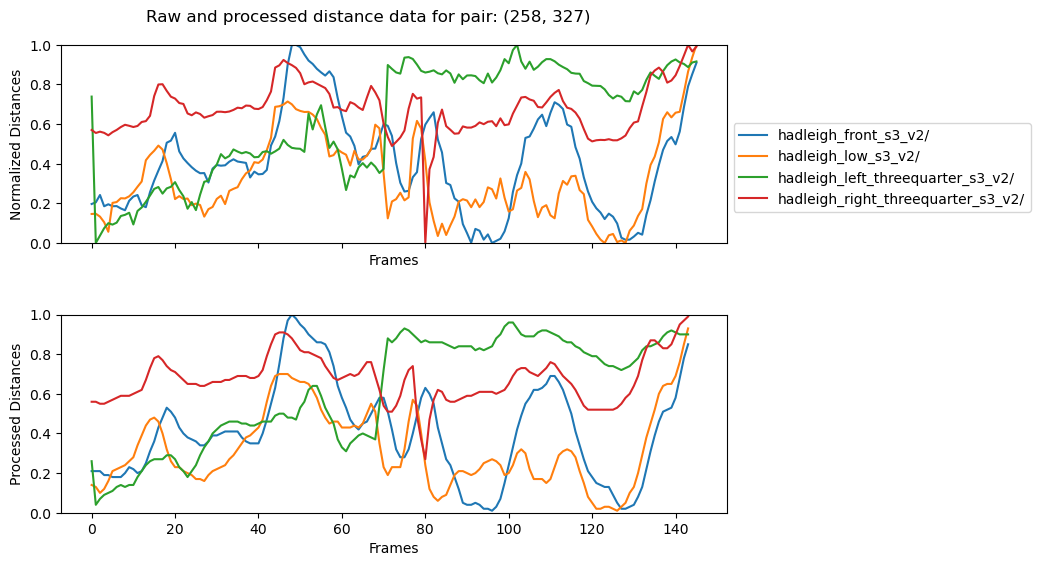 Raw and processed distance data for pair: (258, 327)
1.0
0.8
0.6
0.4
0.2
0.0
Normalized Distances
Frames
hadleigh_front_s3_v2/
hadleigh_low_s3_v2/
hadleigh_left_threequarter_s3_v2/
hadleigh_right_threequarter_s3_v2/
1.0
0.8
0.6
0.4
0.2
0.0
Processed Distances
0 20 40 60 80 100 120 140
Frames